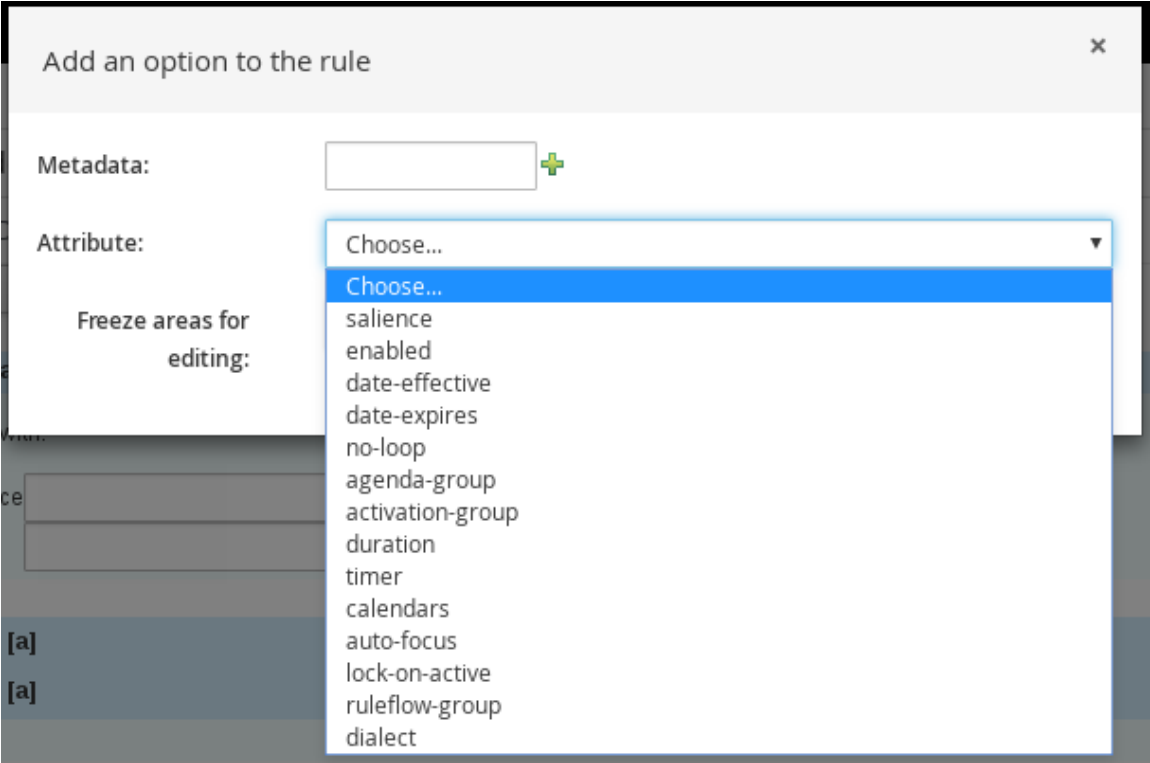 Add an option to the rule
×
Metadata:
Attribute:
Choose...
Choose...
Freeze areas for
editing:
salience
enabled
date-effective
date-expires
no-loop
agenda-group
activation-group
duration
timer
calendars
auto-focus
lock-on-active
ruleflow-group
dialect
ce
[a]
[a]